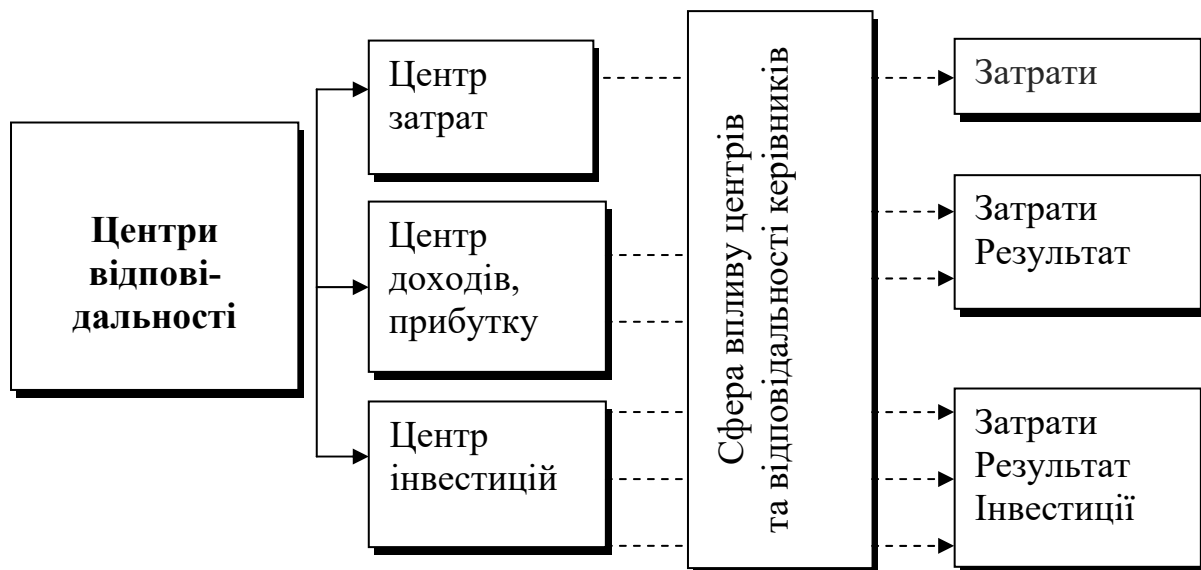 Центри
відпові-
дальності
Центр
затрат
Центр
доходів,
прибутку
Центр
інвестицій
Сфера впливу центрів
та відповідальності керівників
Затрати
Затрати
Результат
Затрати
Результат
Інвестиції